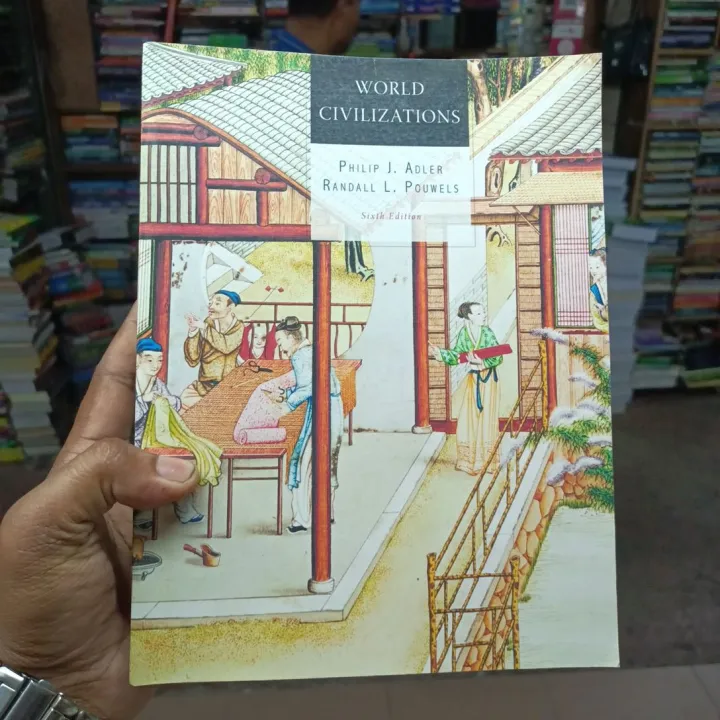 WORLD
CIVILIZATIONS
PHILIP J. ADLER
RANDALL L. POUWELS
Sixth Edition